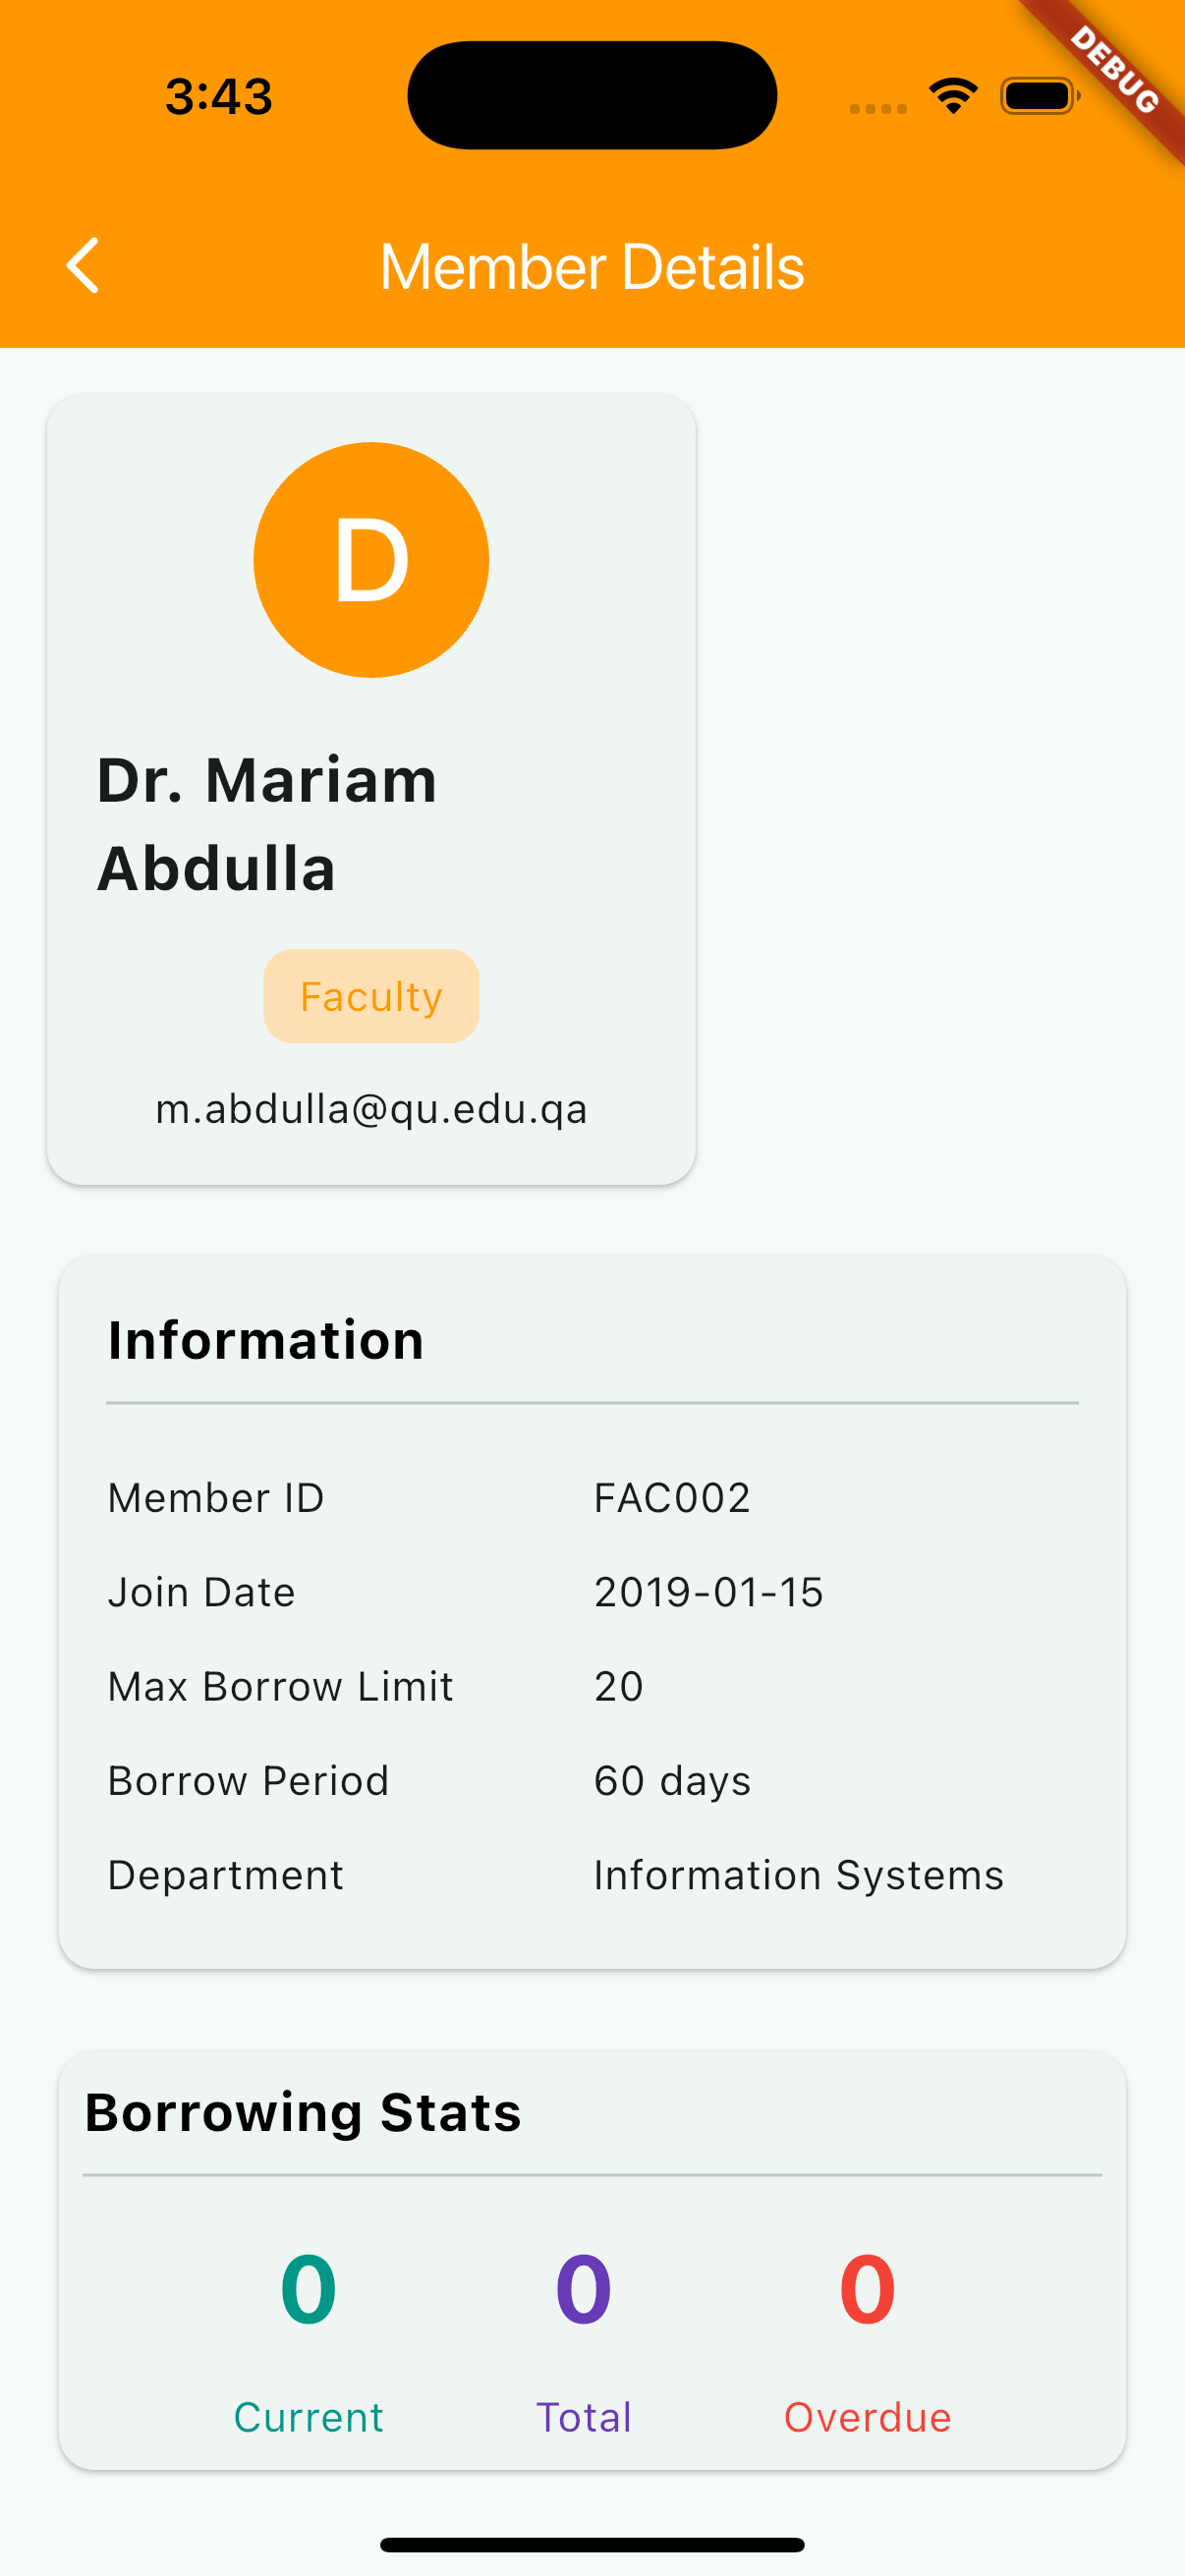 3:43
DEBUG
Member Details
D
Dr. Mariam
Abdulla
Faculty
m.abdulla@qu.edu.qa
Information
Member ID FAC002
Join Date 2019-01-15
Max Borrow Limit 20
Borrow Period 60 days
Department Information Systems
Borrowing Stats
0 0 0
Current Total Overdue